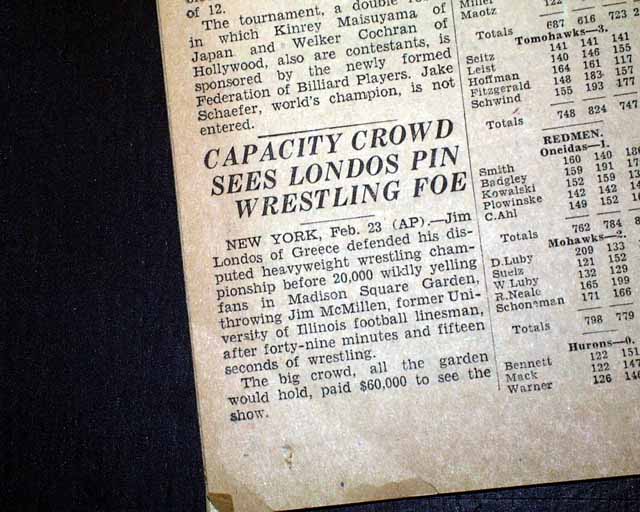 of 12.
The tournament, a double
in which Kinrey Maisuyama of
Japan and Welker Cochran of
Hollywood, also are contestants, is
sponsored by the newly formed
Federation of Billiard Players. Jake
Schaefer, world's champion, is not
entered.
CAPACITY CROWD
SEES LONDOS PIN
WRESTLING FOE
NEW YORK, Feb. 23 (AP).—Jim
Londos of Greece defended his dis-
puted heavyweight wrestling cham-
pionship before 20,000 wildly yelling
fans in Madison Square Garden,
throwing Jim McMillen, former Uni-
versity of Illinois football linesman,
after forty-nine minutes and fifteen
seconds of wrestling.
The big crowd, all the garden
would hold, paid $60,000 to see the
show.
Miller 122
Maotz
Totals 687 616 723
Tomohawks—3.
Seitz 141 141 141
Leist 140 146 155
Hoffman 164 161 117
Fitzgerald 148 183 157
Schwind 155 193 177
Totals 748 824 747
REDMEN.
Oneidas—1.
Smith 160 140
Badgley 159 191
Kowalski 152 159
Plowinske 142 142
C.Ahl 149 152
Totals 762 784
Mohawks—2.
D.Luby 209 133
Suelz 121 152
W Luby 132 129
R.Neale 165 199
Schoneman 171 166
Totals 798 779
Hurons—0.
Bennett 122 151
Mack 122 147
Warner 126